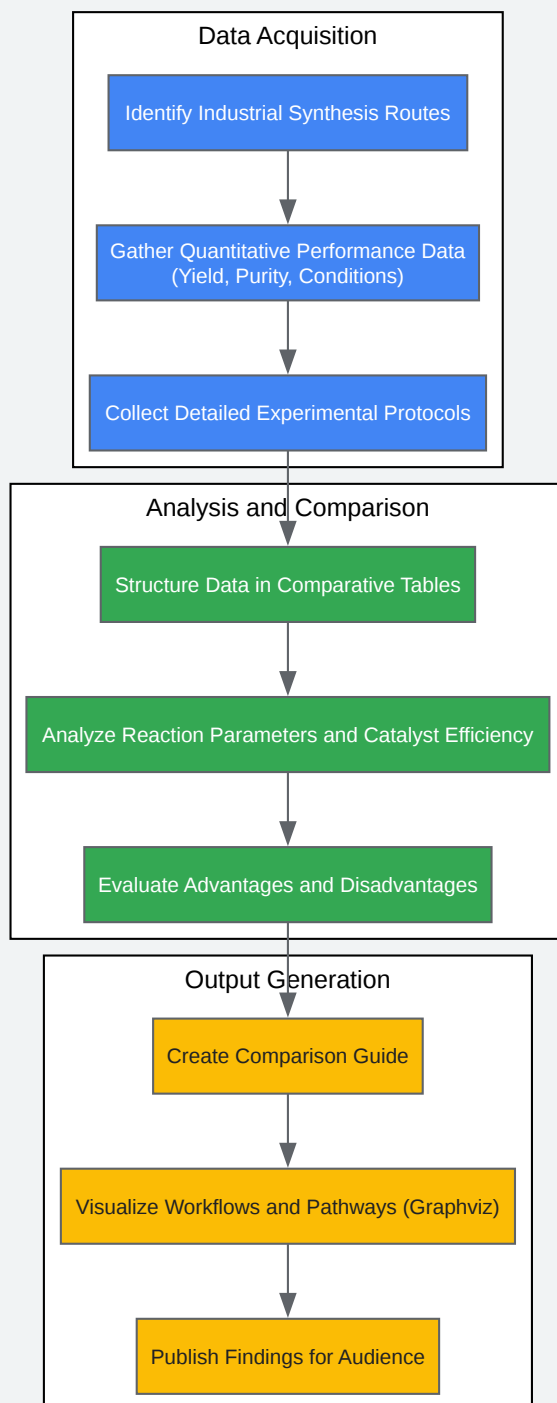 Data Acquisition
Identify Industrial Synthesis Routes
Gather Quantitative Performance Data
(Yield, Purity, Conditions)
Collect Detailed Experimental Protocols
Analysis and Comparison
Structure Data in Comparative Tables
Analyze Reaction Parameters and Catalyst Efficiency
Evaluate Advantages and Disadvantages
Output Generation
Create Comparison Guide
Visualize Workflows and Pathways (Graphviz)
Publish Findings for Audience